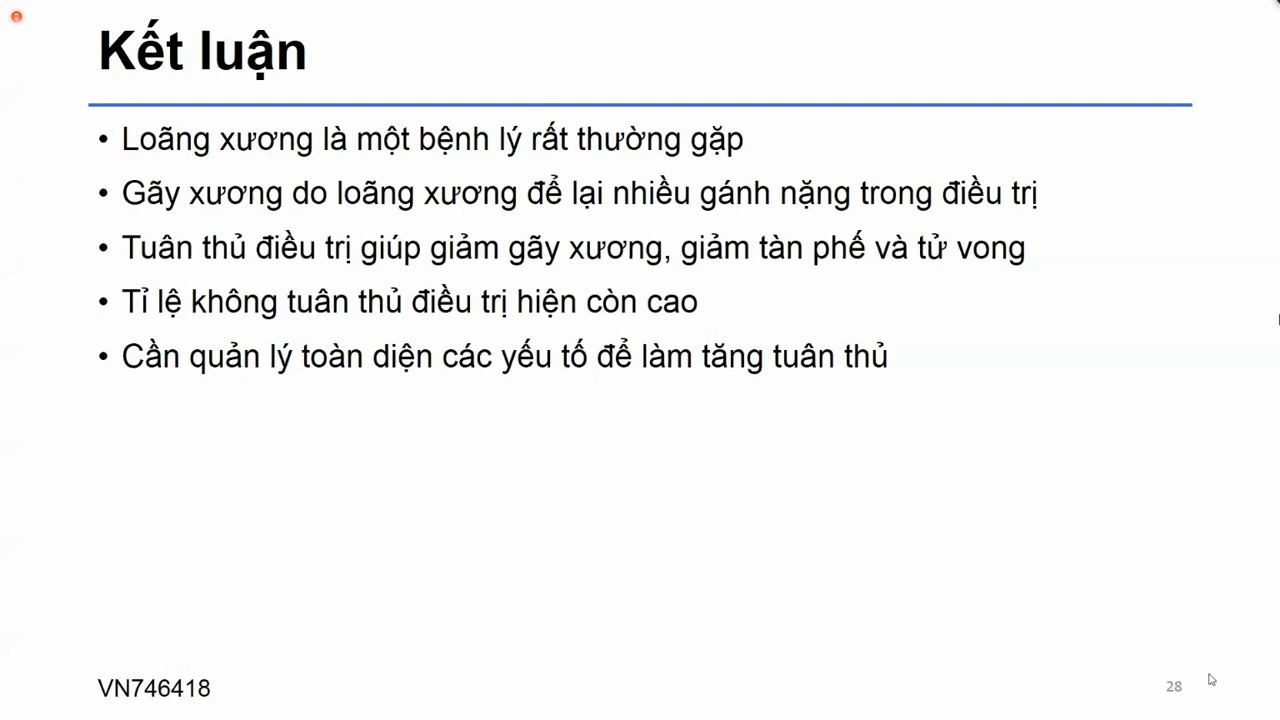 Kết luận
• Loãng xương là một bệnh lý rất thường gặp
• Gãy xương do loãng xương để lại nhiều gánh nặng trong điều trị
• Tuân thủ điều trị giúp giảm gãy xương, giảm tàn phế và tử vong
• Tỉ lệ không tuân thủ điều trị hiện còn cao
• Cần quản lý toàn diện các yếu tố để làm tăng tuân thủ
VN746418
28